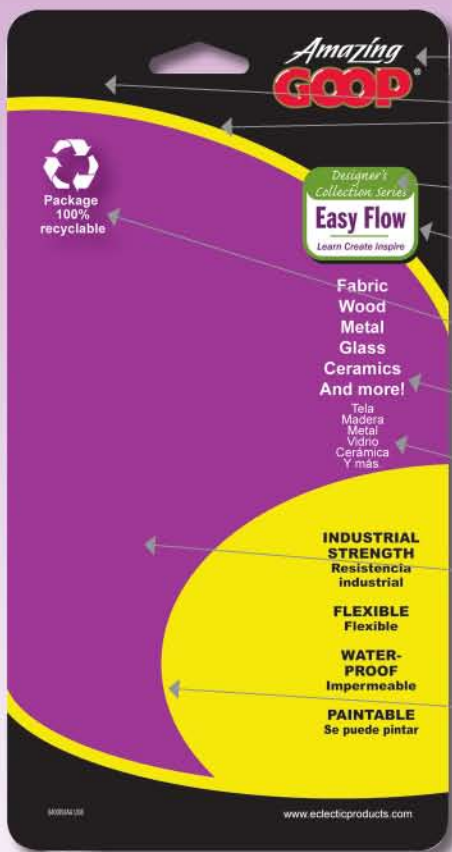 Amazing
GOOP®
Package
100%
recyclable
Designer's
Collection Series
Easy Flow
Learn Create Inspire
Fabric
Wood
Metal
Glass
Ceramics
And more!
Tela
Madera
Metal
Vidrio
Cerámica
Y más
INDUSTRIAL
STRENGTH
Resistencia
industrial
FLEXIBLE
Flexible
WATER-
PROOF
Impermeable
PAINTABLE
Se puede pintar
www.eclecticproducts.com